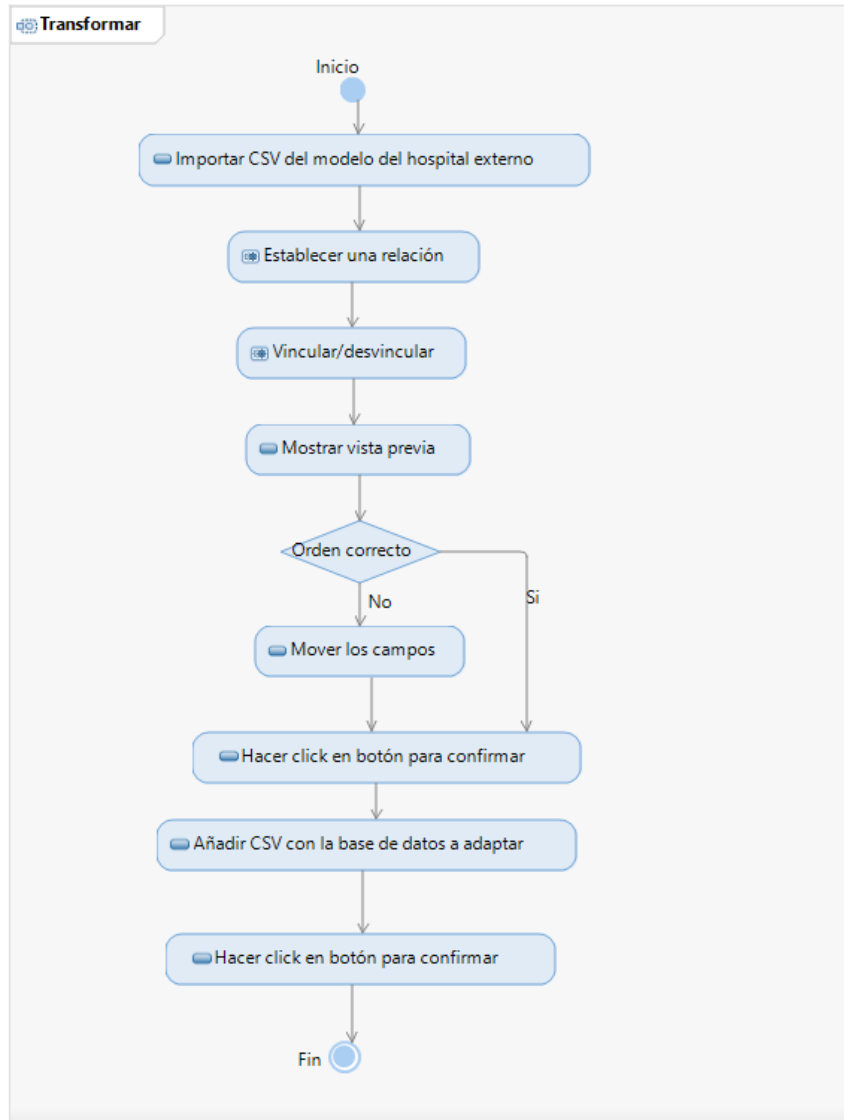 Transformar
Inicio
Importar CSV del modelo del hospital externo
Establecer una relación
Vincular/desvincular
Mostrar vista previa
Orden correcto
No
Si
Mover los campos
Hacer click en botón para confirmar
Añadir CSV con la base de datos a adaptar
Hacer click en botón para confirmar
Fin